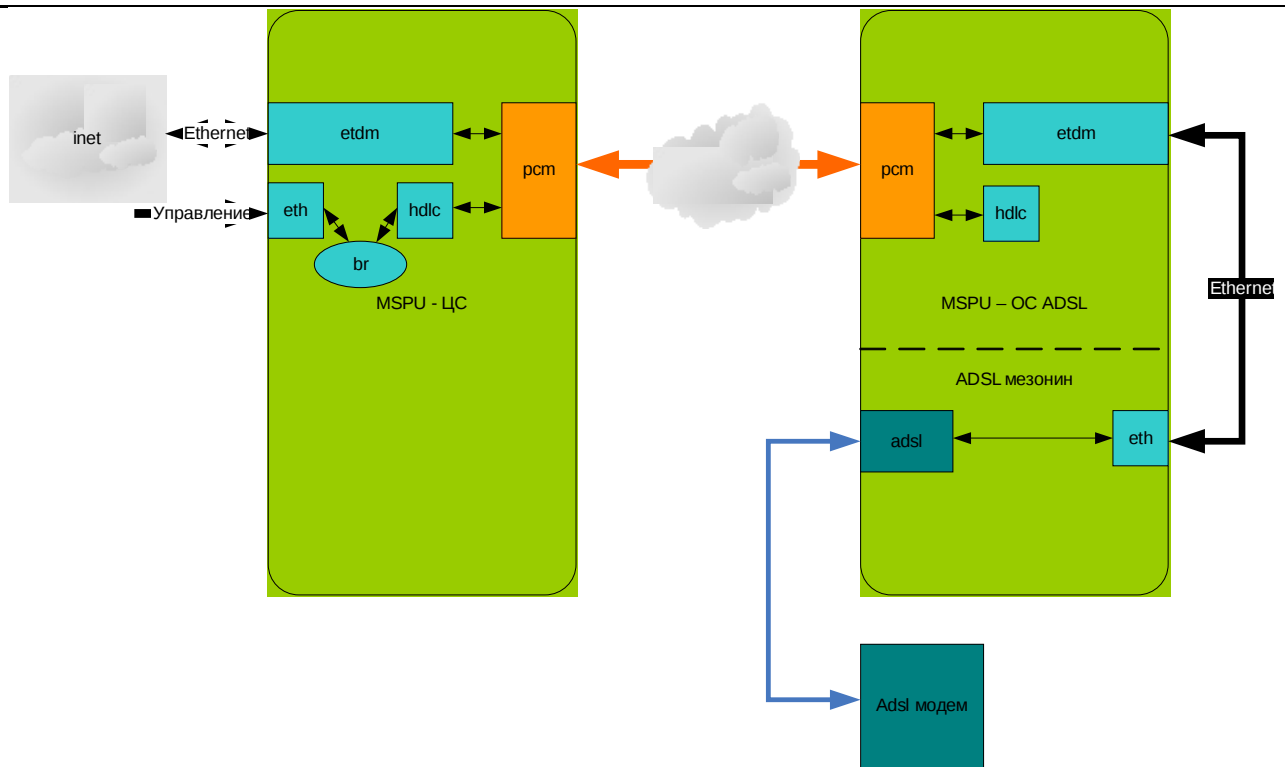 inet
Ethernet
etdm
pcm
Управление
eth
hdlc
br
MSPU - ЦС
pcm
etdm
hdlc
MSPU – ОС ADSL
Ethernet
ADSL мезонин
adsl
eth
Adsl модем